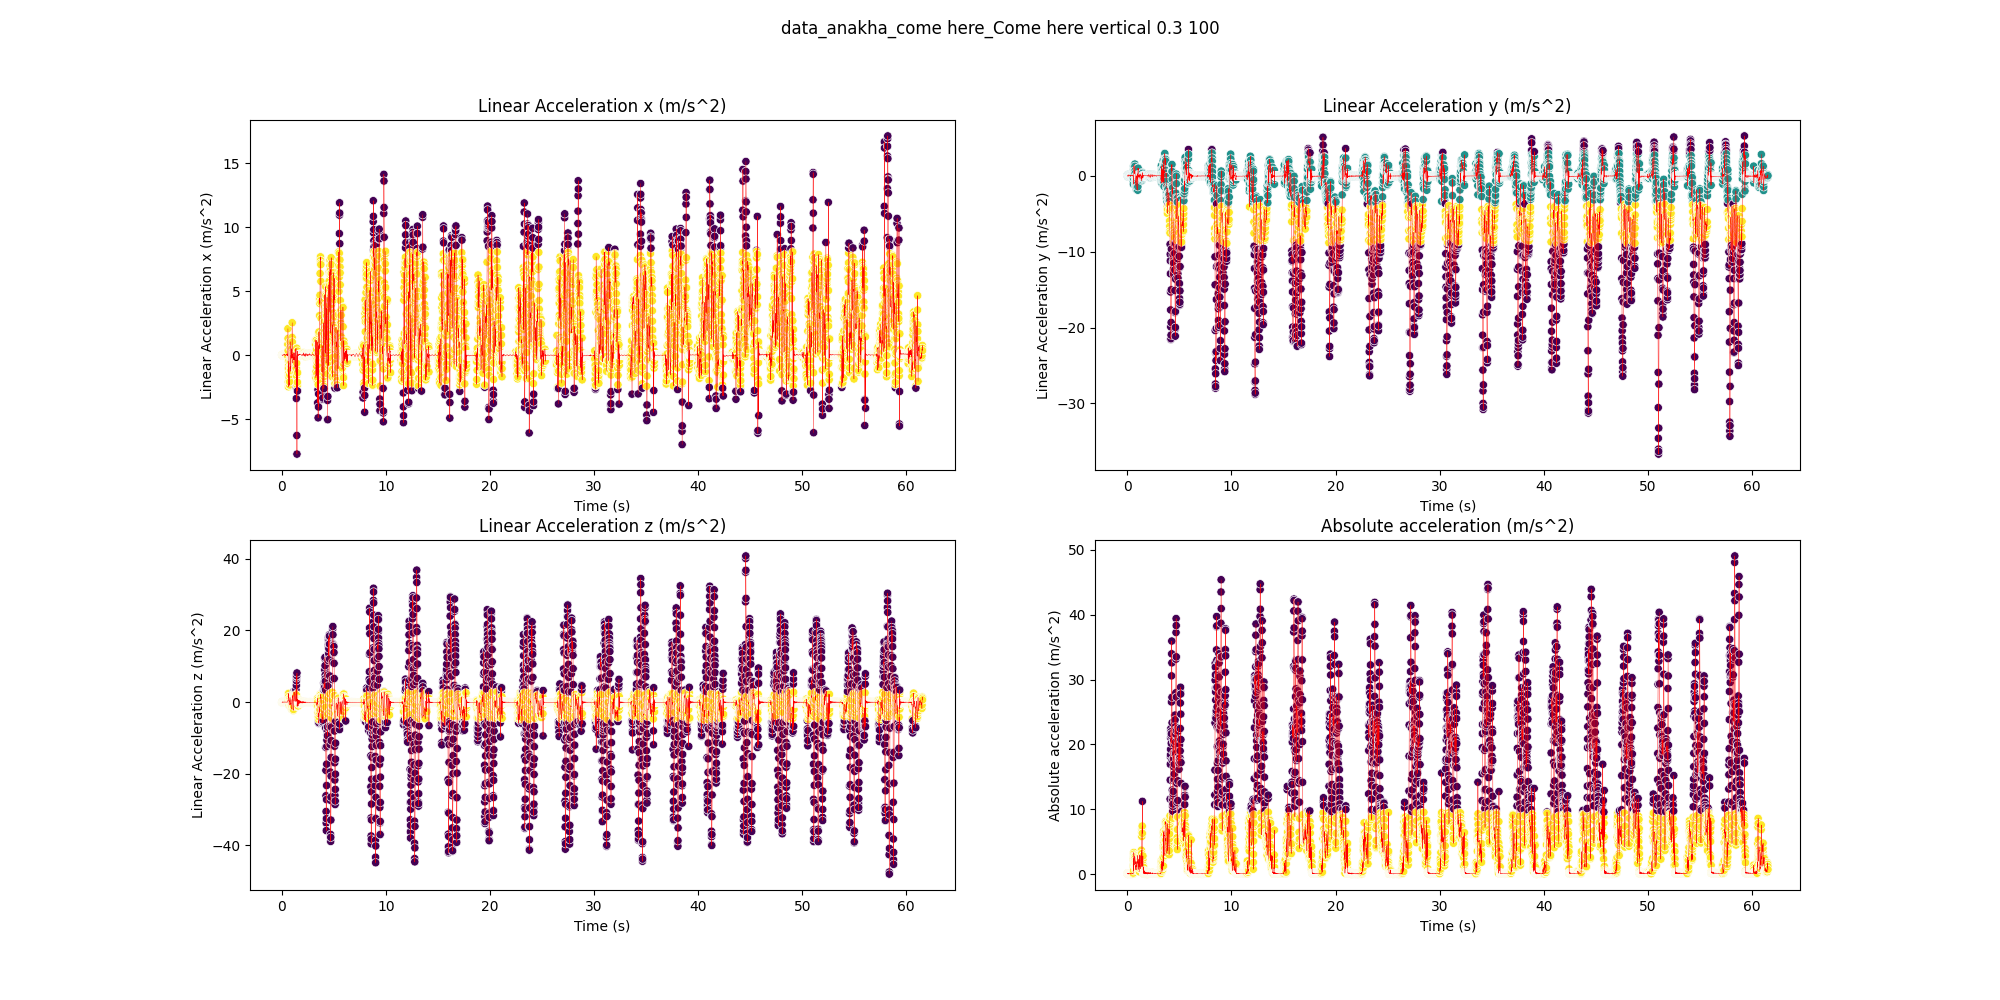 data_anakha_come here_Come here vertical 0.3 100
Linear Acceleration x (m/s^2)
Linear Acceleration x (m/s^2)
15
10
5
0
−5
0 10 20 30 40 50 60
Time (s)
Linear Acceleration y (m/s^2)
Linear Acceleration y (m/s^2)
0
−10
−20
−30
0 10 20 30 40 50 60
Time (s)
Linear Acceleration z (m/s^2)
Linear Acceleration z (m/s^2)
40
20
0
−20
−40
0 10 20 30 40 50 60
Time (s)
Absolute acceleration (m/s^2)
Absolute acceleration (m/s^2)
50
40
30
20
10
0
0 10 20 30 40 50 60
Time (s)